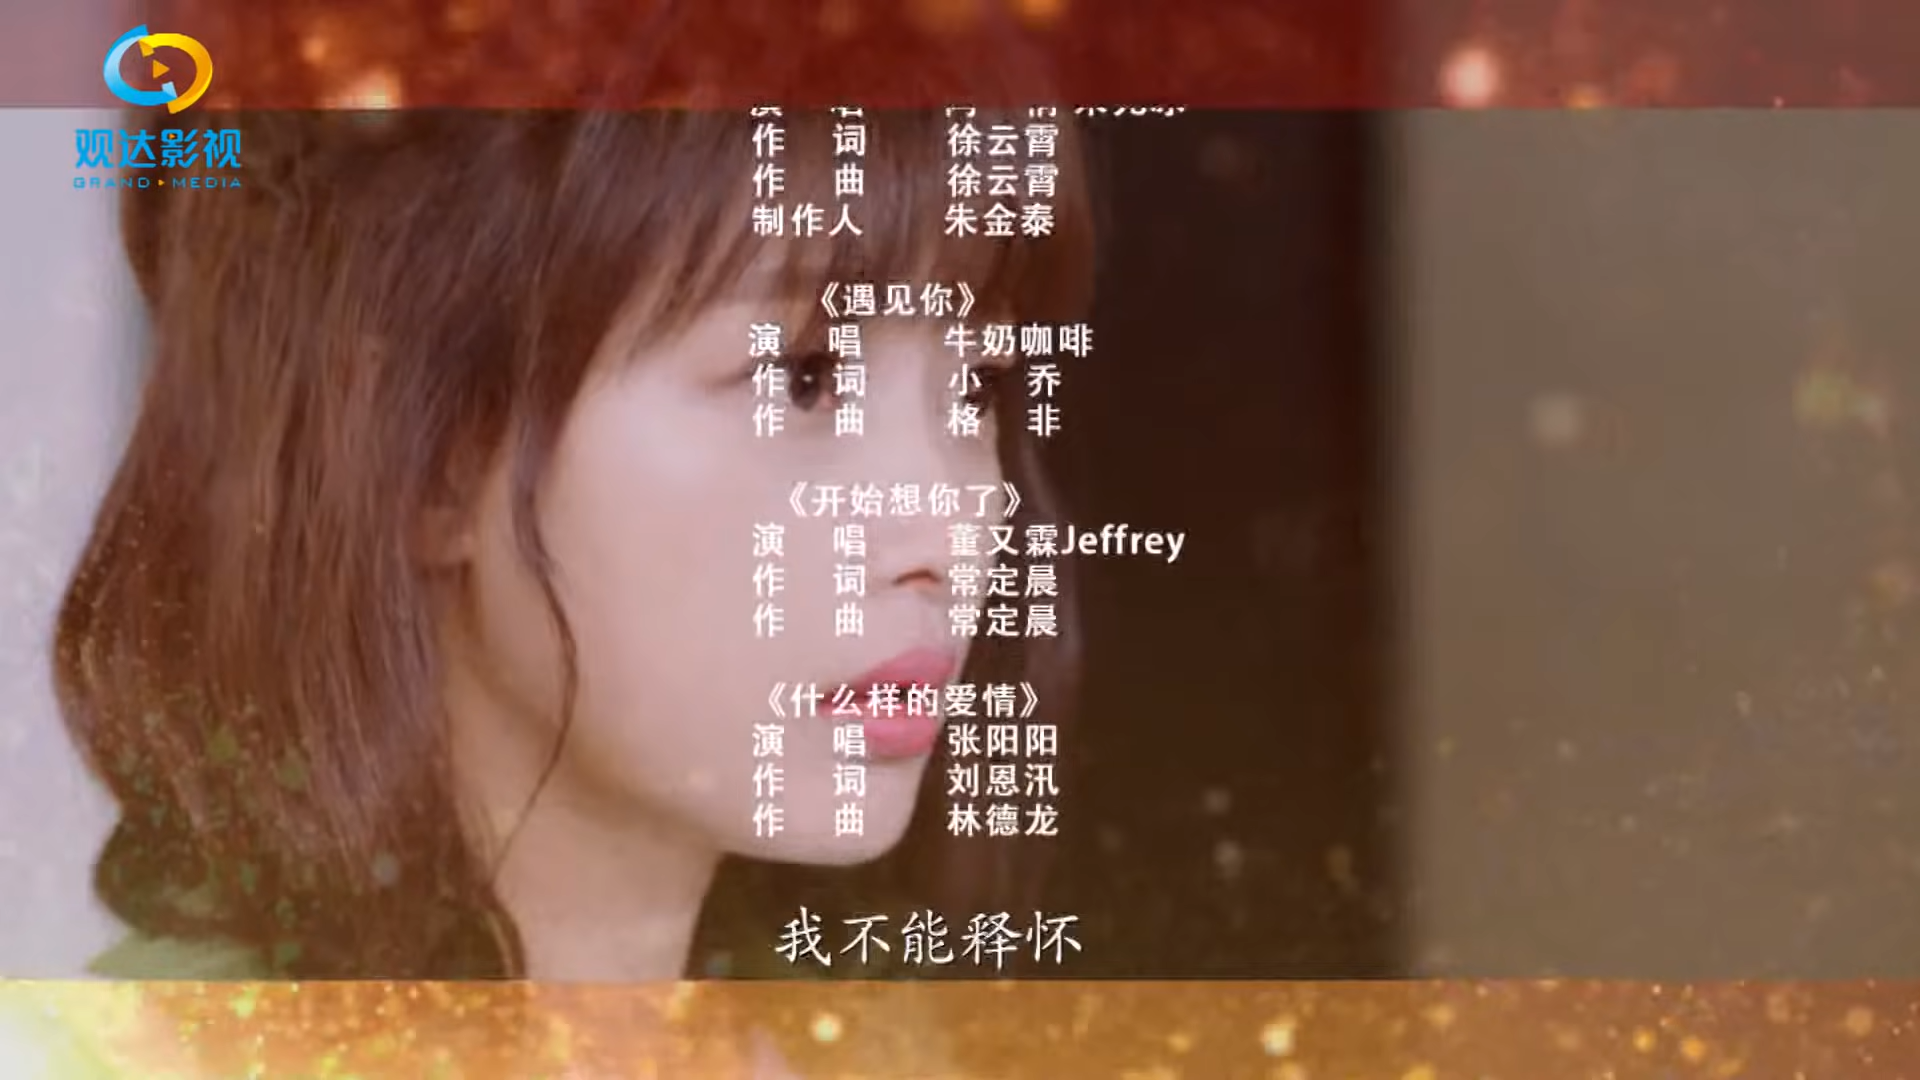 观达影视
GRAND MEDIA
作 词 徐云霄
作 曲 徐云霄
制作人 朱金泰
《遇见你》
演 唱 牛奶咖啡
作 词 小 乔
作 曲 格 非
《开始想你了》
演 唱 董又霖Jeffrey
作 词 常定晨
作 曲 常定晨
《什么样的爱情》
演 唱 张阳阳
作 词 刘恩汛
作 曲 林德龙
我不能释怀